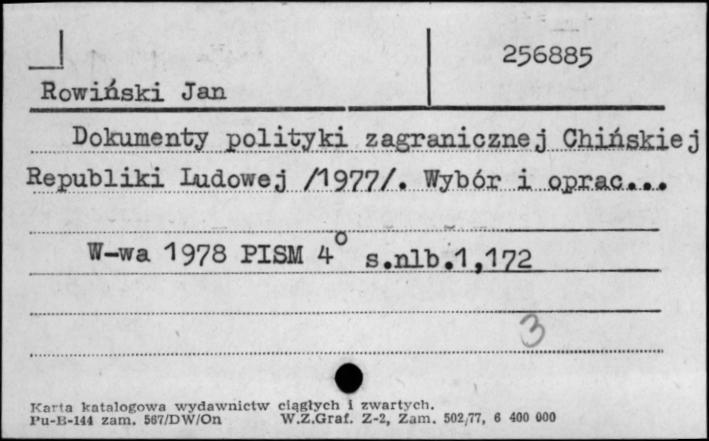 256885
Rowiński Jan
Dokumenty polityki zagranicznej Chińskiej
Republiki Ludowej /1977/. Wybór i oprac...
W-wa 1978 PISM 4° s.nlb.1,172
3
Karta katalogowa wydawnictw ciągłych i zwartych.
Pu-B-144 zam. 567/DW/On W.Z.Graf. Z-2, Zam. 502/77, 6 400 000